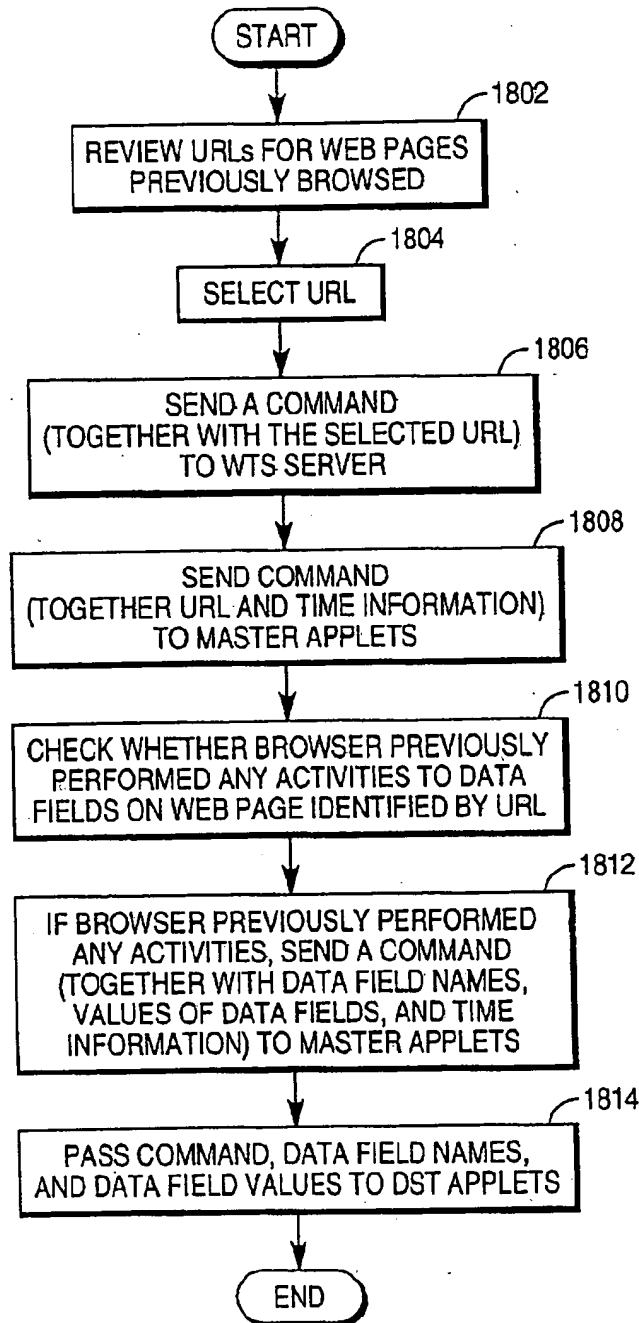 START
1802
REVIEW URLs FOR WEB PAGES
PREVIOUSLY BROWSED
1804
SELECT URL
1806
SEND A COMMAND
(TOGETHER WITH THE SELECTED URL)
TO WTS SERVER
1808
SEND COMMAND
(TOGETHER URL AND TIME INFORMATION)
TO MASTER APPLETS
1810
CHECK WHETHER BROWSER PREVIOUSLY
PERFORMED ANY ACTIVITIES TO DATA
FIELDS ON WEB PAGE IDENTIFIED BY URL
1812
IF BROWSER PREVIOUSLY PERFORMED
ANY ACTIVITIES, SEND A COMMAND
(TOGETHER WITH DATA FIELD NAMES,
VALUES OF DATA FIELDS, AND TIME
INFORMATION) TO MASTER APPLETS
1814
PASS COMMAND, DATA FIELD NAMES,
AND DATA FIELD VALUES TO DST APPLETS
END